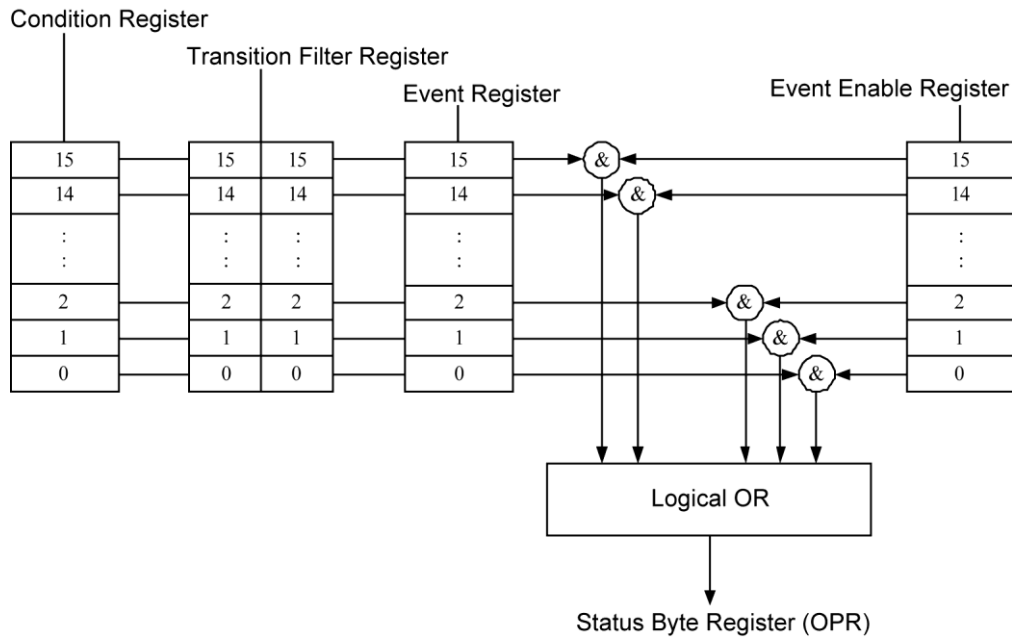 Condition Register
Transition Filter Register
Event Register
Event Enable Register
15 15 15 15 & 15
14 14 14 14 & 14
: : : : :
: : : : :
2 2 2 2 & 2
1 1 1 1 & 1
0 0 0 0 & 0
Logical OR
Status Byte Register (OPR)